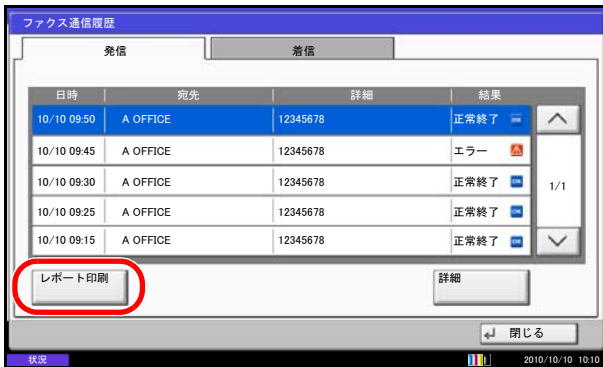 ファクス通信履歴
発信 着信
日時 宛先 詳細 結果
10/10 09:50 A OFFICE 12345678 正常終了 OK
10/10 09:45 A OFFICE 12345678 エラー
10/10 09:30 A OFFICE 12345678 正常終了 OK
10/10 09:25 A OFFICE 12345678 正常終了 OK
10/10 09:15 A OFFICE 12345678 正常終了 OK
1/1
レポート印刷 詳細
閉じる
状況 2010/10/10 10:10